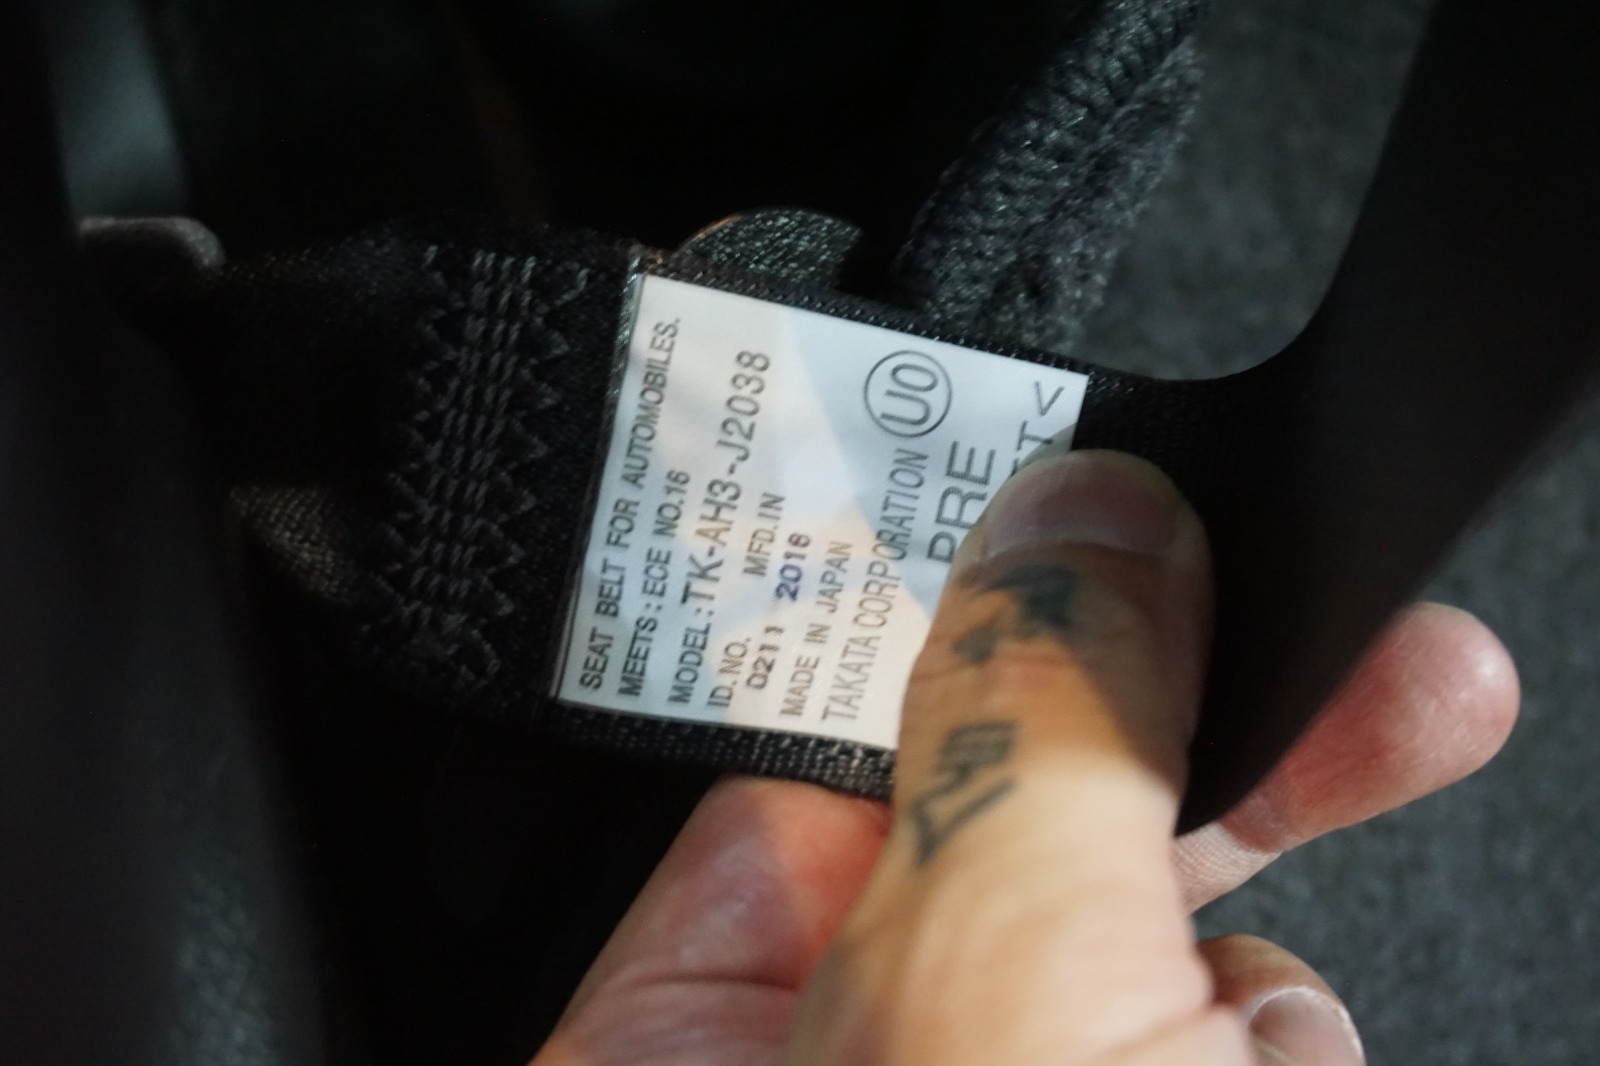 SEAT BELT FOR AUTOMOBILES.
MEETS: ECE NO.16
MODEL: TK-AH3-J2038
ID. NO. MFD. IN
0211 2016
MADE IN JAPAN
TAKATA CORPORATION UO
PRE